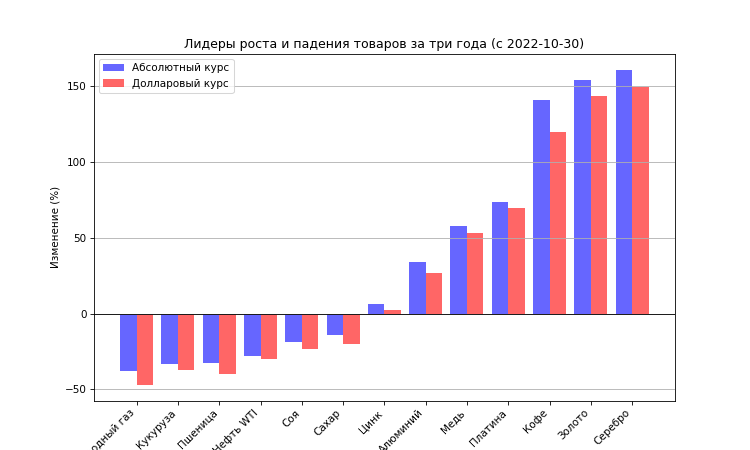 Лидеры роста и падения товаров за три года (с 2022-10-30)
Абсолютный курс
Долларовый курс
Изменение (%)
150
100
50
0
−50
газ
Кукуруза
Пшеница
Нефть WTI
Соя
Сахар
Цинк
Алюминий
Медь
Платина
Кофе
Золото
Серебро